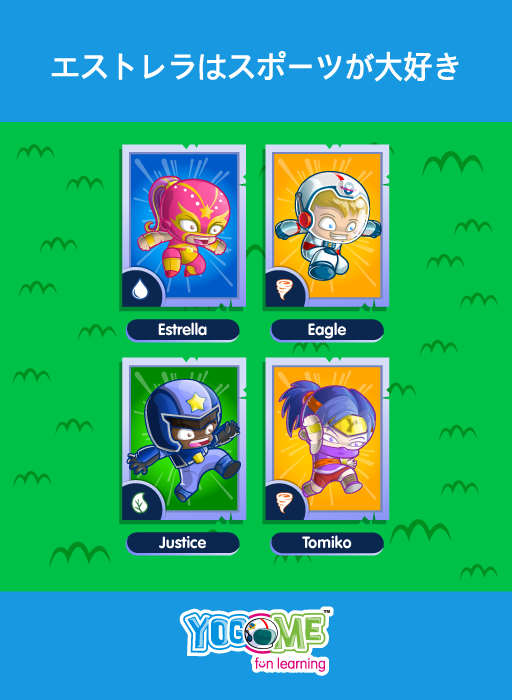 エストレラはスポーツが大好き
Estrella
Eagle
Justice
Tomiko
YOGOME™
fun learning